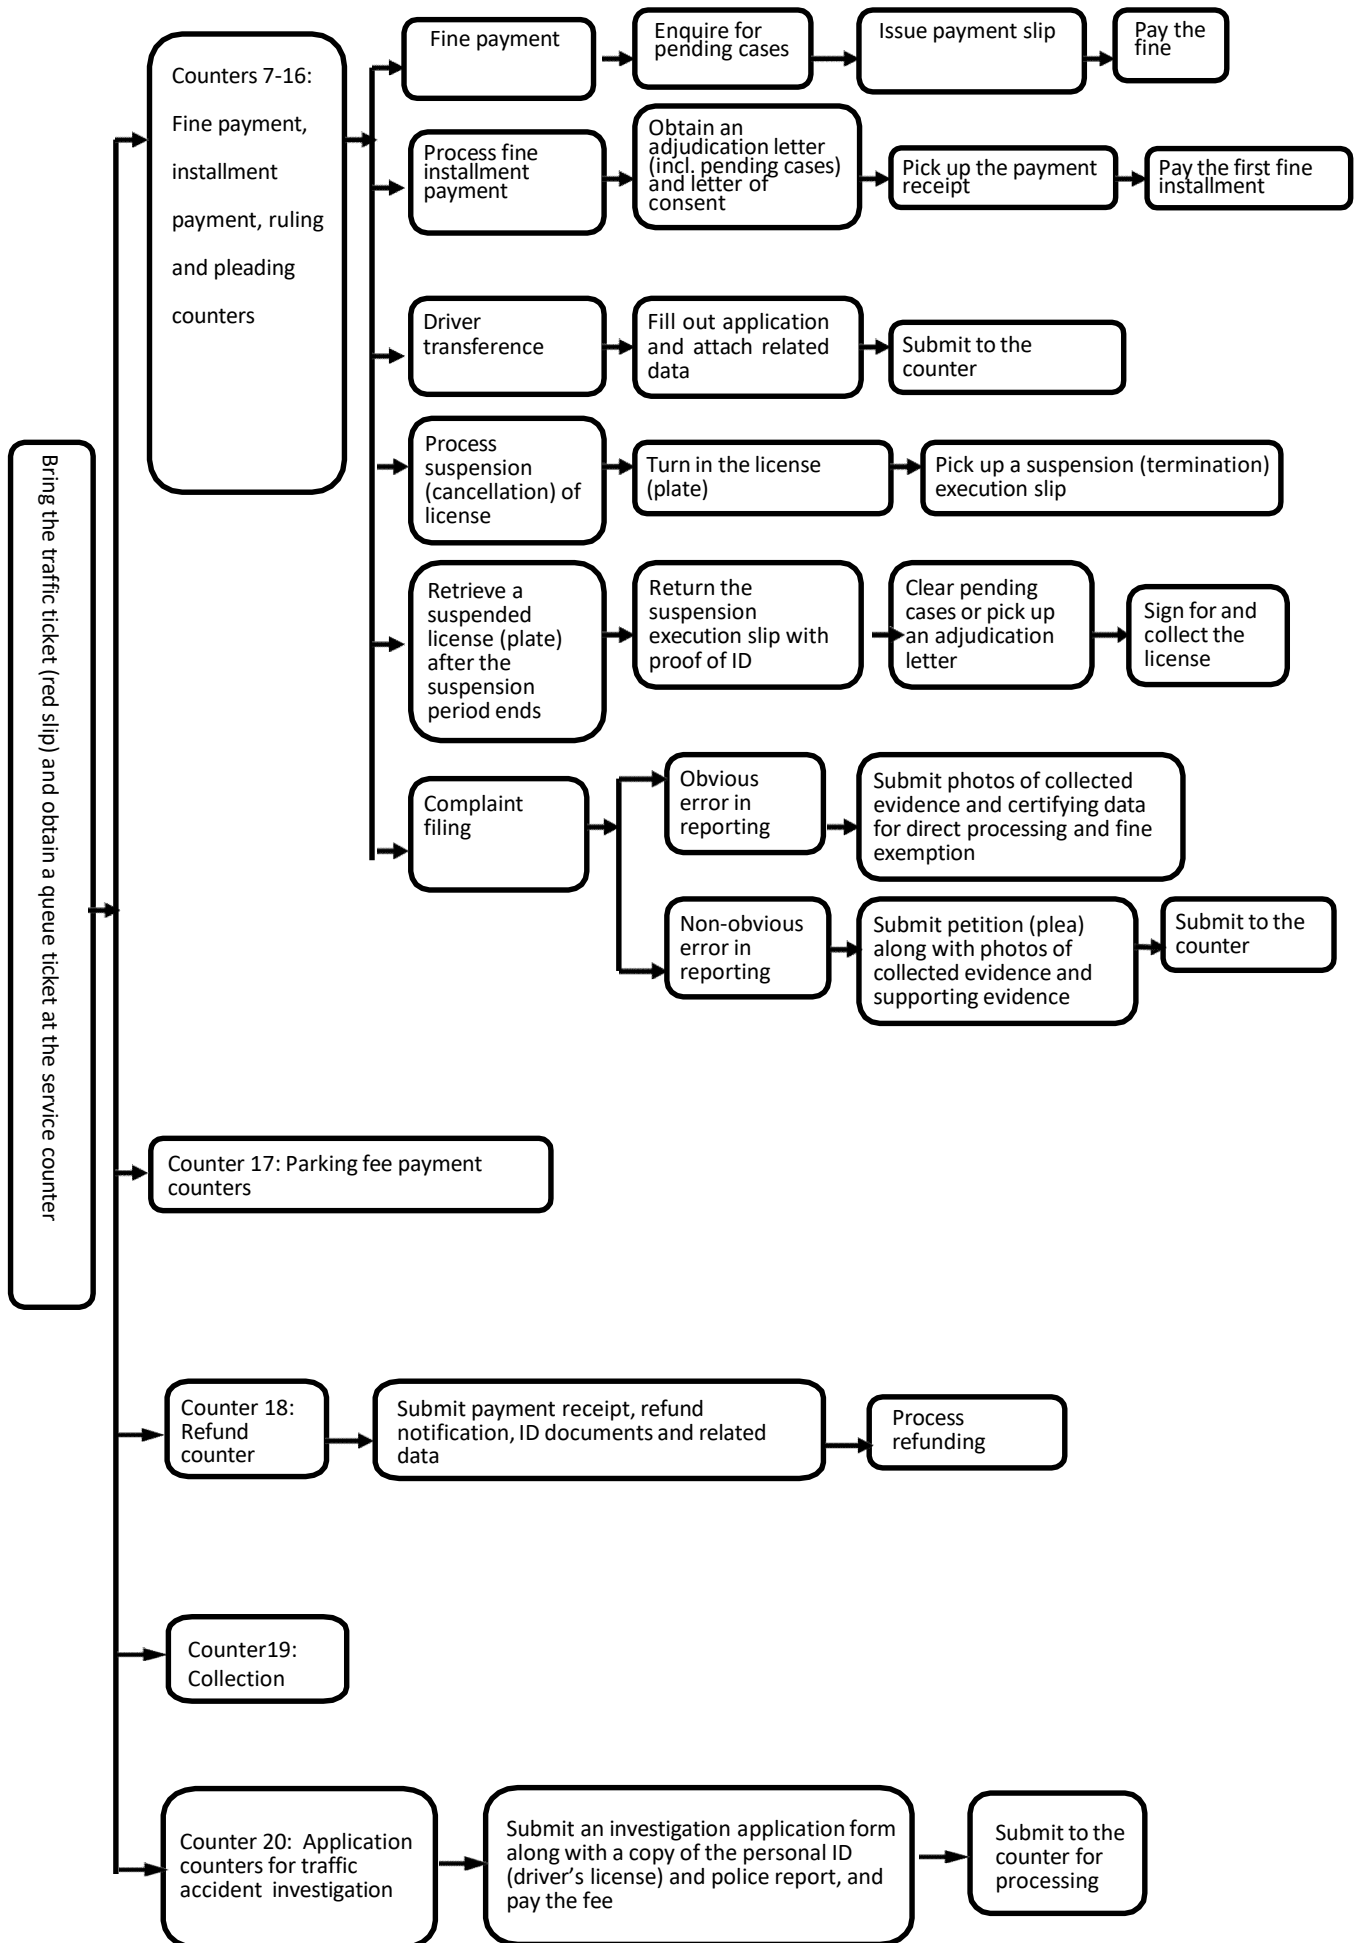 Bring the traffic ticket (red slip) and obtain a queue ticket at the service counter
Counters 7-16:
Fine payment,
installment
payment, ruling
and pleading
counters
Fine payment
Enquire for
pending cases
Issue payment slip
Pay the
fine
Process fine
installment
payment
Obtain an
adjudication letter
(incl. pending cases)
and letter of
consent
Pick up the payment
receipt
Pay the first fine
installment
Driver
transference
Fill out application
and attach related
data
Submit to the
counter
Process
suspension
(cancellation) of
license
Turn in the license
(plate)
Pick up a suspension (termination)
execution slip
Retrieve a
suspended
license (plate)
after the
suspension
period ends
Return the
suspension
execution slip with
proof of ID
Clear pending
cases or pick up
an adjudication
letter
Sign for and
collect the
license
Complaint
filing
Obvious
error in
reporting
Submit photos of collected
evidence and certifying data
for direct processing and fine
exemption
Non-obvious
error in
reporting
Submit petition (plea)
along with photos of
collected evidence and
supporting evidence
Submit to the
counter
Counter 17: Parking fee payment
counters
Counter 18:
Refund
counter
Submit payment receipt, refund
notification, ID documents and related
data
Process
refunding
Counter19:
Collection
Counter 20: Application
counters for traffic
accident investigation
Submit an investigation application form
along with a copy of the personal ID
(driver's license) and police report, and
pay the fee
Submit to the
counter for
processing